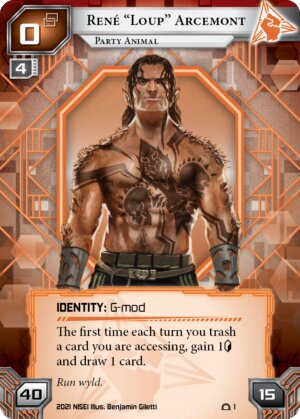 0
René “Loup” Arcemont
Party Animal
4
IDENTITY: G-mod
The first time each turn you trash
a card you are accessing, gain 1
and draw 1 card.
Run wyld.
40
2021 NISEI Illus. Benjamin Giletti
1
15